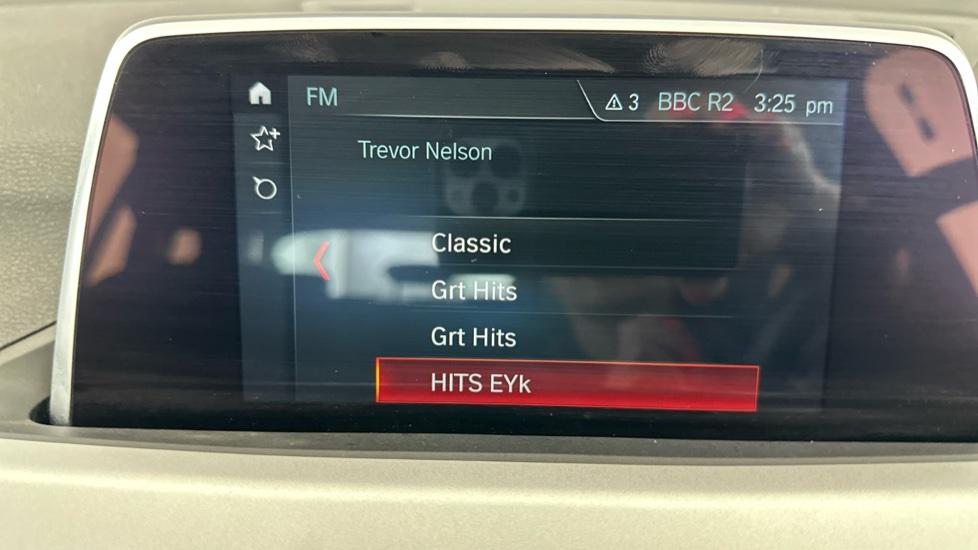 FM
3 BBC R2 3:25 pm
Trevor Nelson
Classic
Grt Hits
Grt Hits
HITS EYk